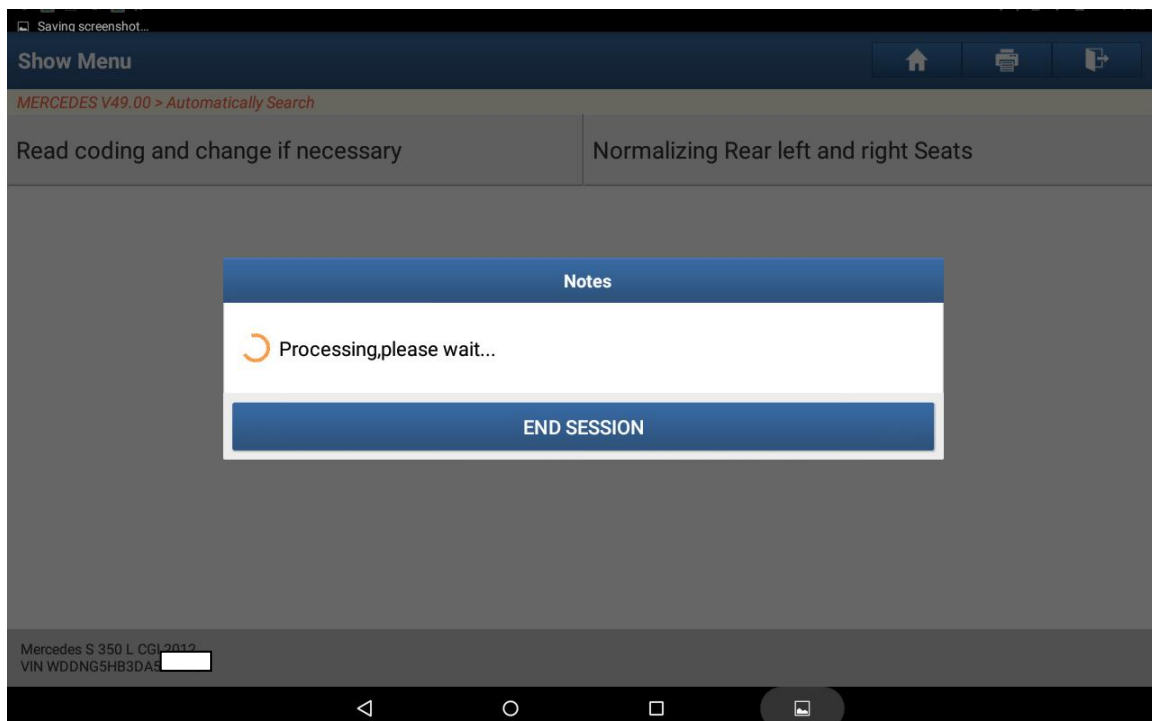 Saving screenshot...
Show Menu
MERCEDES V49.00 > Automatically Search
Read coding and change if necessary
Normalizing Rear left and right Seats
Notes
Processing,please wait...
END SESSION
Mercedes S 350 L CGI 2012
VIN WDDNG5HB3DA5